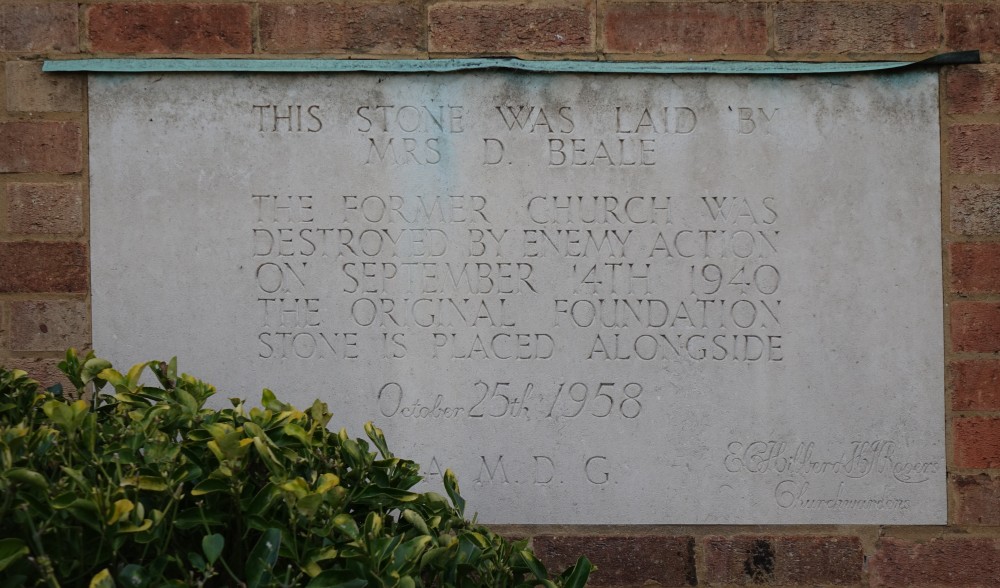 THIS STONE WAS LAID BY
MRS D. BEALE
THE FORMER CHURCH WAS
DESTROYED BY ENEMY ACTION
ON SEPTEMBER 14TH 1940
THE ORIGINAL FOUNDATION
STONE IS PLACED ALONGSIDE
October 25th, 1958
A. M. D. G.
Churchwardens